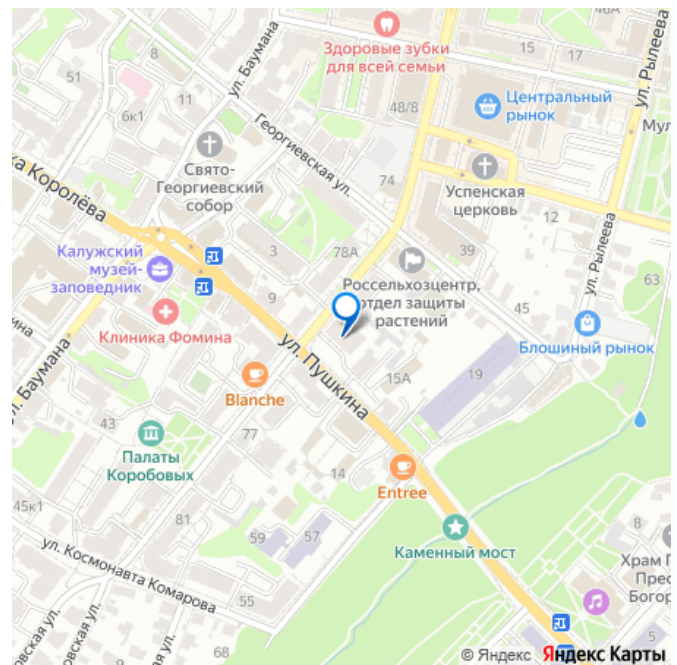 51
ул. Баумана
8
6к1
11
Здоровые зубки
для всей семьи
15
17
48/8
Центральный
рынок
ул. Рылеева
Георгиевская ул.
Свято-
Георгиевский
собор
74
Успенская
церковь
12
ка Королёва
Калужский
музей-
заповедник
3
78А
39
Россельхозцентр,
отдел защиты
растений
ул. Рылеева
63
9
45
Клиника Фомина
Блошиный рынок
ул. Пушкина
15А
19
Blanche
ул. Баумана
43
77
Палаты
Коробовых
14
Entree
45к1
81
59
57
Каменный мост
8
ул. Космонавта Комарова
55
68
5
© Яндекс Яндекс Карты